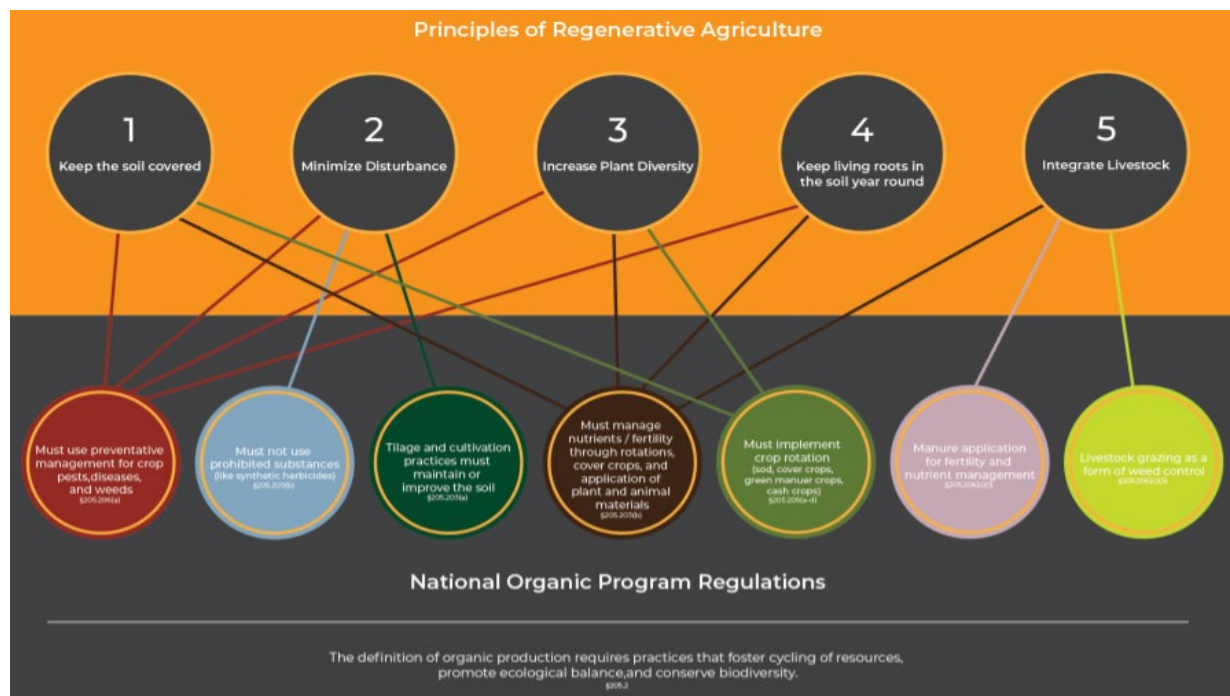 Principles of Regenerative Agriculture
1
Keep the soil covered
2
Minimize Disturbance
3
Increase Plant Diversity
4
Keep living roots in
the soil year round
5
Integrate Livestock
Must use preventative
management for crop
pests,diseases,
and weeds
§205.206(a)
Must not use
prohibited substances
(like synthetic herbicides)
Tilage and cultivation
practices must
maintain or
improve the soil
§205.203(a)
Must manage
nutrients / fertility
through rotations,
cover crops, and
application of
plant and animal
materials
§205.203(b)
Must implement
crop rotation
(sod, cover crops,
green manuer crops,
cash crops)
§205.205(a-d)
Manure application
for fertility and
nutrient management
Livestock grazing as a
form of weed control
National Organic Program Regulations
The definition of organic production requires practices that foster cycling of resources,
promote ecological balance,and conserve biodiversity.
§205.2